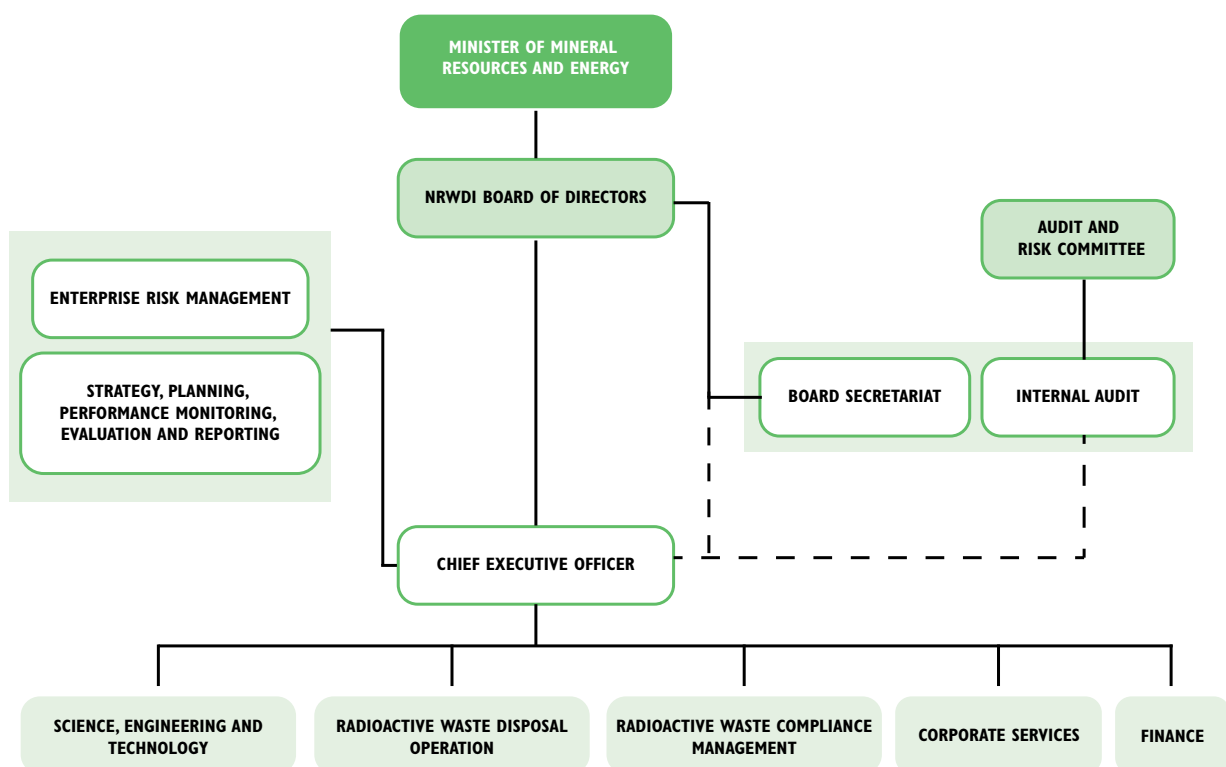 MINISTER OF MINERAL
RESOURCES AND ENERGY
NRWDI BOARD OF DIRECTORS
AUDIT AND
RISK COMMITTEE
ENTERPRISE RISK MANAGEMENT
STRATEGY, PLANNING,
PERFORMANCE MONITORING,
EVALUATION AND REPORTING
BOARD SECRETARIAT
INTERNAL AUDIT
CHIEF EXECUTIVE OFFICER
SCIENCE, ENGINEERING AND
TECHNOLOGY
RADIOACTIVE WASTE DISPOSAL
OPERATION
RADIOACTIVE WASTE COMPLIANCE
MANAGEMENT
CORPORATE SERVICES
FINANCE